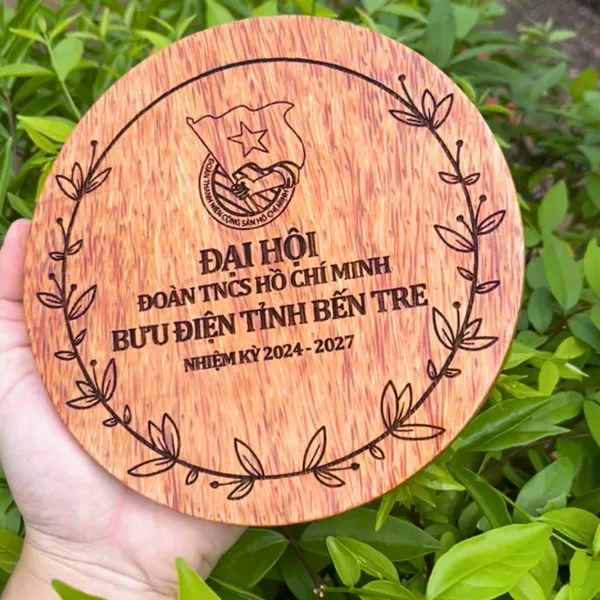 ĐOÀN THANH NIÊN CỘNG SẢN HỒ CHÍ MINH
ĐẠI HỘI
ĐOÀN TNCS HỒ CHÍ MINH
BƯU ĐIỆN TỈNH BẾN TRE
NHIỆM KỲ 2024 - 2027